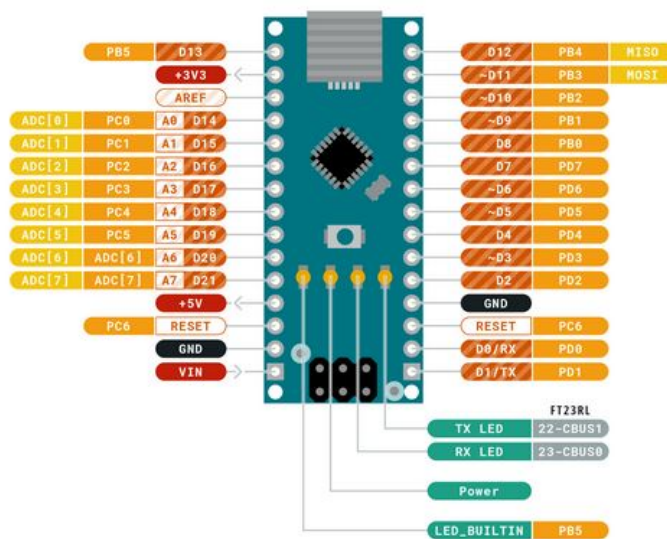 PB5 D13
+3V3
AREF
ADC[0] PC0 A0 D14
ADC[1] PC1 A1 D15
ADC[2] PC2 A2 D16
ADC[3] PC3 A3 D17
ADC[4] PC4 A4 D18
ADC[5] PC5 A5 D19
ADC[6] ADC[6] A6 D20
ADC[7] ADC[7] A7 D21
+5V
PC6 RESET
GND
VIN
D12 PB4 MISO
~D11 PB3 MOSI
~D10 PB2
~D9 PB1
D8 PB0
D7 PD7
~D6 PD6
~D5 PD5
D4 PD4
~D3 PD3
D2 PD2
GND
RESET PC6
D0/RX PD0
D1/TX PD1
FT23RL
TX LED 22-CBUS1
RX LED 23-CBUS0
Power
LED_BUILTIN PB5